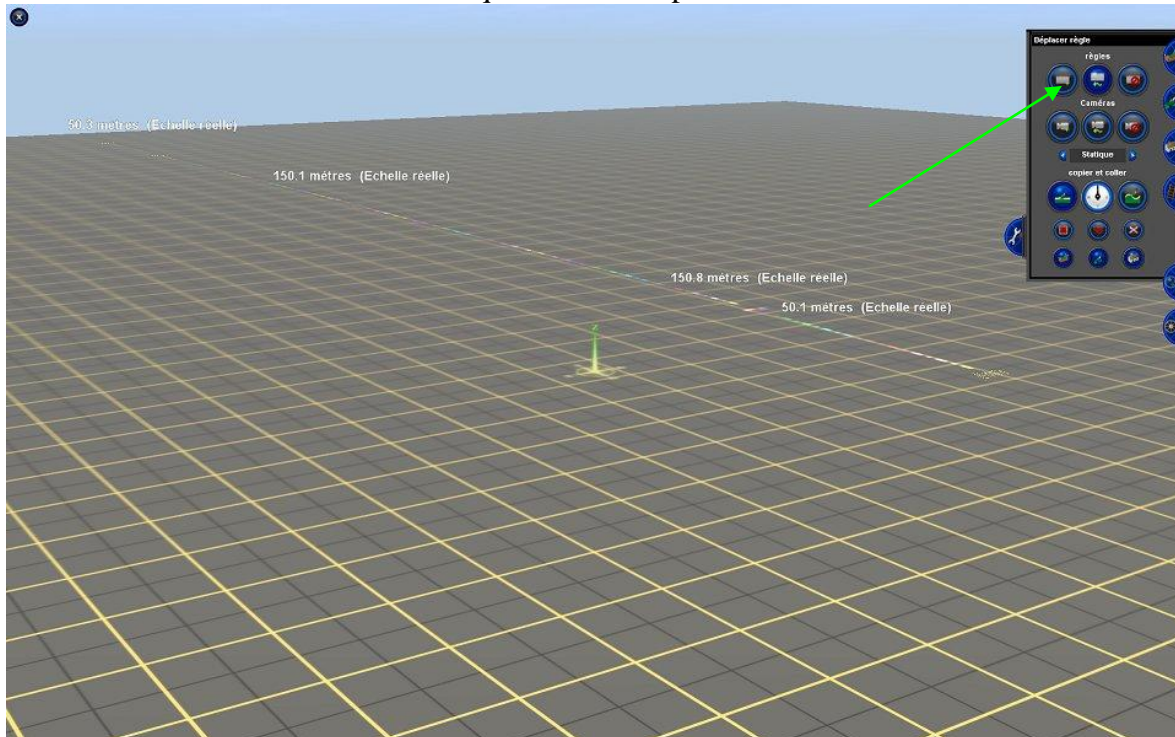 Déplacer règle
règles
Caméras
Statique
copier et coller
50.3 mètres (Echelle réelle)
150.1 mètres (Echelle réelle)
150.8 mètres (Echelle réelle)
50.1 mètres (Echelle réelle)
z